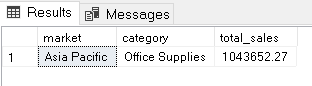 Results Messages
market category total_sales
1 Asia Pacific Office Supplies 1043652.27